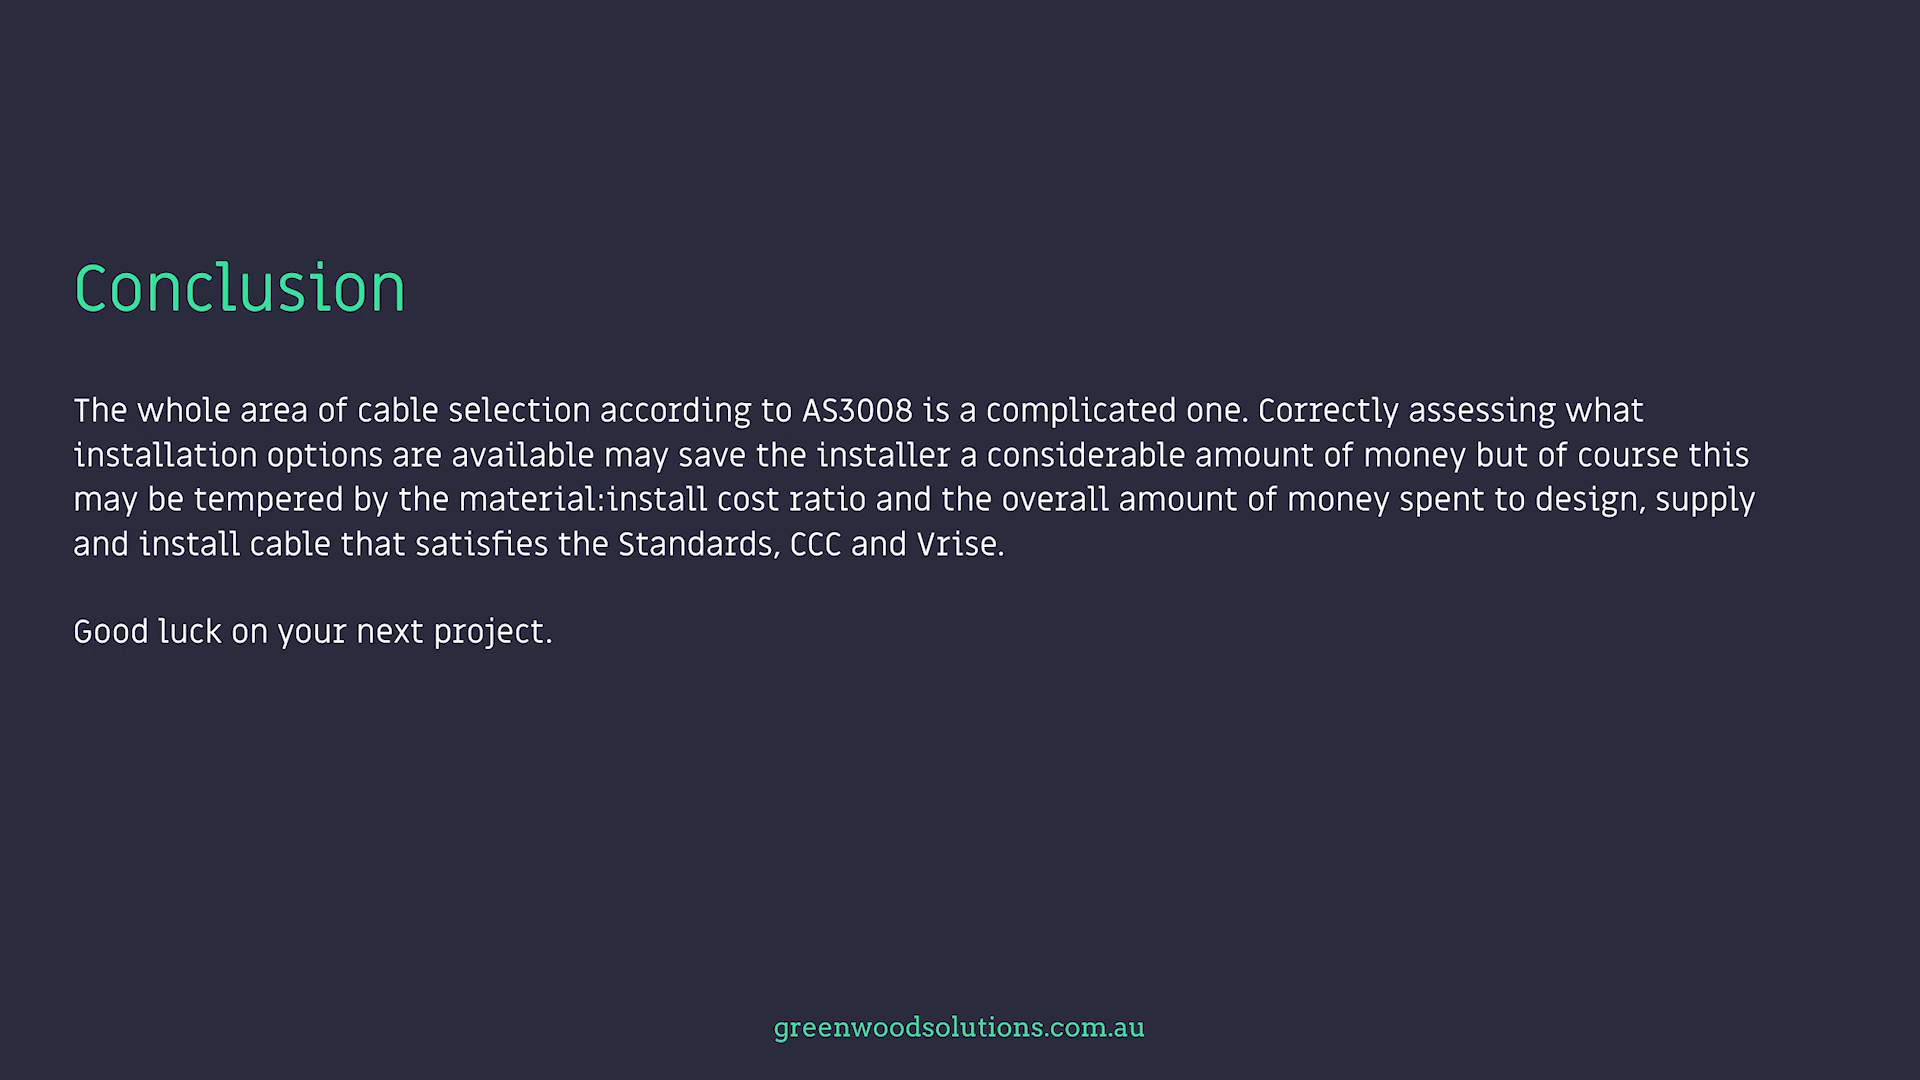 Conclusion
The whole area of cable selection according to AS3008 is a complicated one. Correctly assessing what
installation options are available may save the installer a considerable amount of money but of course this
may be tempered by the material:install cost ratio and the overall amount of money spent to design, supply
and install cable that satisfies the Standards, CCC and Vrise.
Good luck on your next project.
greenwoodsolutions.com.au